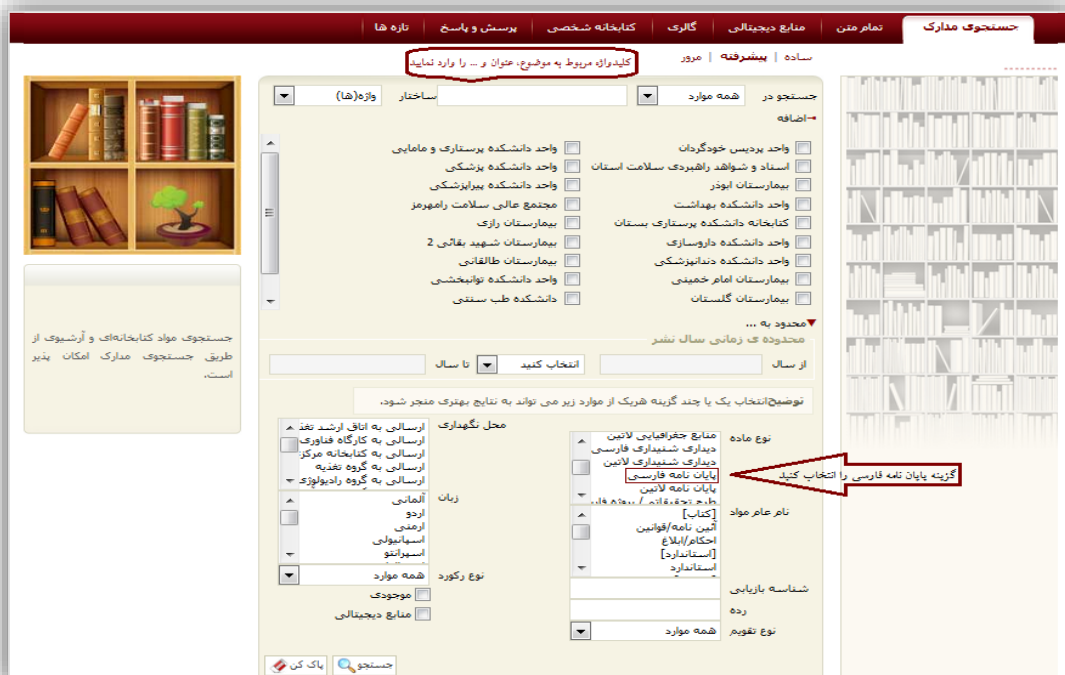 جستجوی مدارک تمام متن منابع دیجیتالی گالری کتابخانه شخصی پرسش و پاسخ تازه ها
ساده | پیشرفته | مرور
کلیدواژه مربوط به موضوع، عنوان و ... را وارد نمایید
جستجو در همه موارد ساختار واژه(ها)
اضافه
واحد پردیس خودگردان واحد دانشکده پرستاری و مامایی
اسناد و شواهد راهبردی سلامت استان واحد دانشکده پزشکی
بیمارستان ابوذر واحد دانشکده پیراپزشکی
واحد دانشکده بهداشت مجتمع عالی سلامت رامهرمز
کتابخانه دانشکده پرستاری بستان بیمارستان رازی
واحد دانشکده داروسازی بیمارستان شهید بقائی 2
واحد دانشکده دندانپزشکی بیمارستان طالقانی
بیمارستان امام خمینی واحد دانشکده توانبخشی
بیمارستان گلستان دانشکده طب سنتی
محدود به ...
محدوده ی زمانی سال نشر
از سال انتخاب کنید تا سال
توضیح انتخاب یک یا چند گزینه هریک از موارد زیر می تواند به نتایج بهتری منجر شود.
نوع ماده
منابع جغرافیایی لاتین
دیداری شنیداری فارسی
دیداری شنیداری لاتین
پایان نامه فارسی
پایان نامه لاتین
طرح تحقیقاتی / پروژه فار
گزینه پایان نامه فارسی را انتخاب کنید
محل نگهداری
ارسالی به اتاق ارشد تغذ
ارسالی به کارگاه فناوری
ارسالی به کتابخانه مرکز
ارسالی به گروه تغذیه
ارسالی به گروه رادیولوژی
نام عام مواد
[کتاب]
آئین نامه/قوانین
احکام/ابلاغ
[استاندارد]
استاندارد
زبان
آلمانی
اردو
ارمنی
اسپانیولی
اسپرانتو
نوع رکورد همه موارد
شناسه بازیابی
موجودی
رده
منابع دیجیتالی
نوع تقویم همه موارد
جستجو پاک کن
جستجوی مواد کتابخانه‌ای و آرشیوی از
طریق جستجوی مدارک امکان پذیر
است.